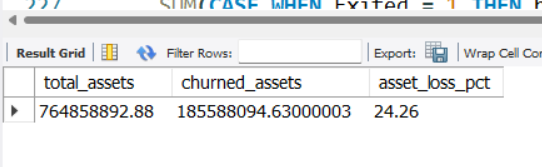 227 SUM(CASE WHEN Exited = 1 THEN
Result Grid Filter Rows: Export: Wrap Cell Con
total_assets churned_assets asset_loss_pct
764858892.88 185588094.63000003 24.26